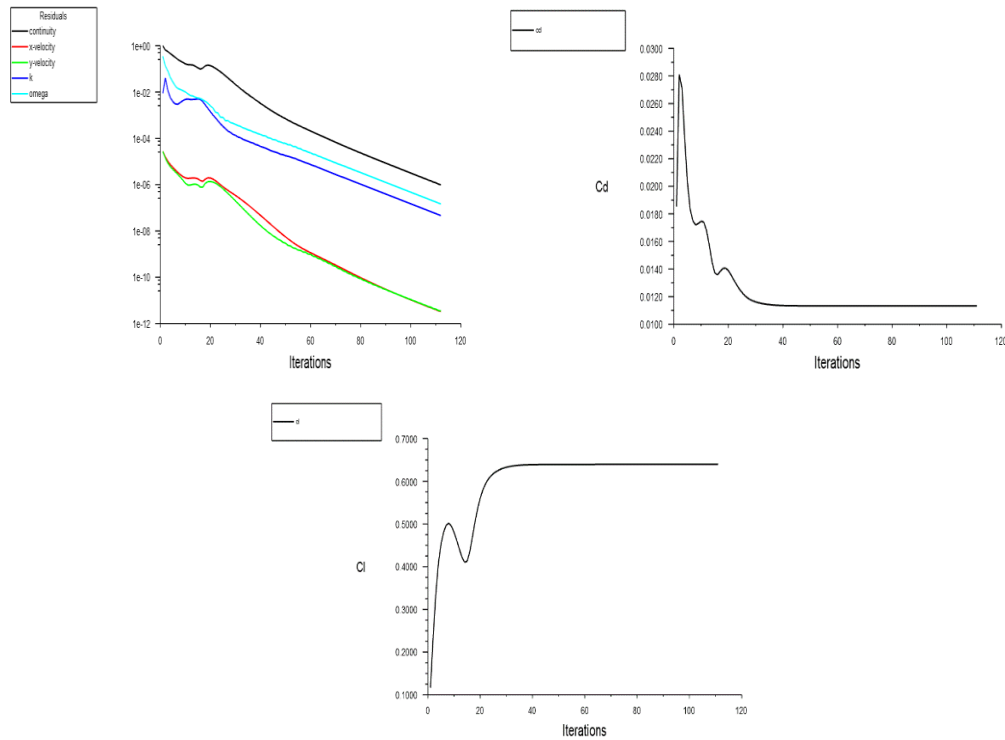 Residuals
continuity
x-velocity
y-velocity
k
omega
1e+00
1e-02
1e-04
1e-06
1e-08
1e-10
1e-12
0 20 40 60 80 100 120
Iterations
cd
0.0300
0.0280
0.0260
0.0240
0.0220
0.0200
Cd
0.0180
0.0160
0.0140
0.0120
0.0100
0 20 40 60 80 100 120
Iterations
cl
0.7000
0.6000
0.5000
0.4000
Cl
0.3000
0.2000
0.1000
0 20 40 60 80 100 120
Iterations